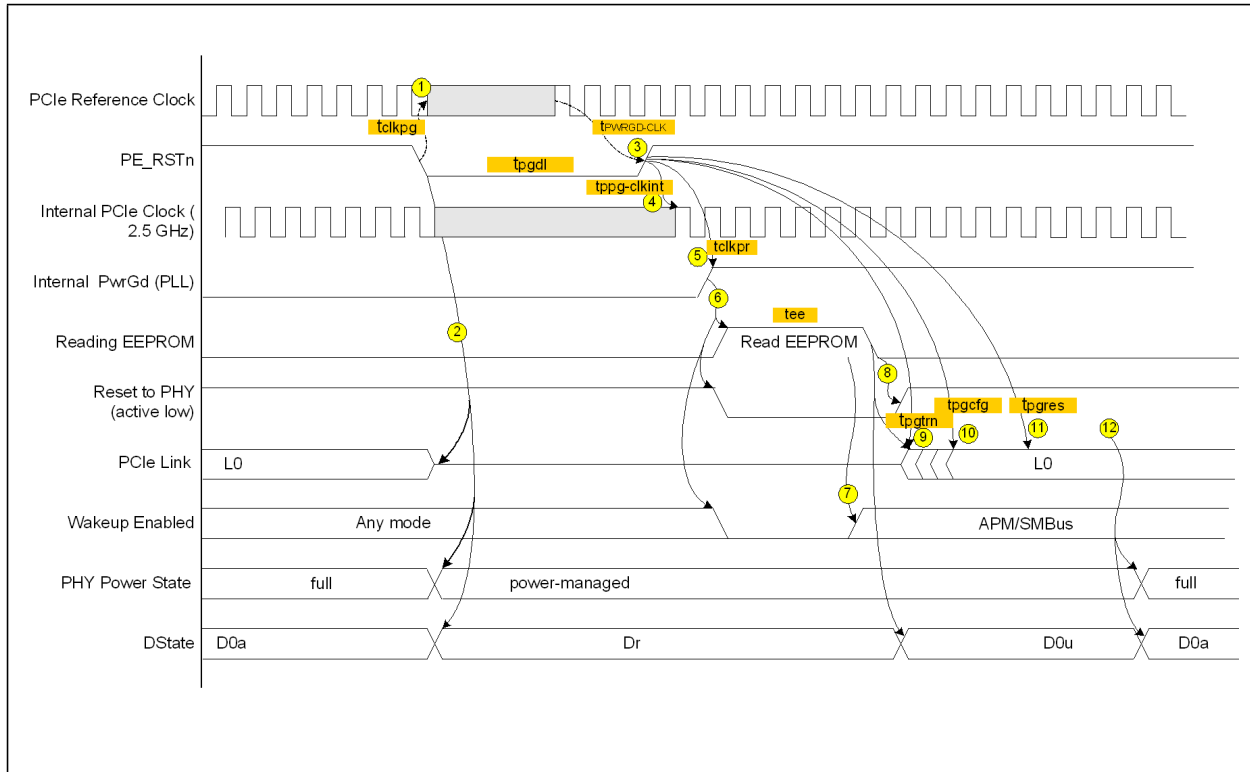 1
PCIe Reference Clock
tclkpg
tPWRGD-CLK
3
PE_RSTn
tpgdl
tppg-clkint
4
Internal PCIe Clock (
2.5 GHz)
tclkpr
5
Internal PwrGd (PLL)
6
tee
2
Reading EEPROM
Read EEPROM
8
Reset to PHY
(active low)
tpgcfg
tpgres
tpgtrn
9
10
11
12
PCIe Link
L0
L0
7
Wakeup Enabled
Any mode
APM/SMBus
PHY Power State
full
power-managed
full
DState
D0a
Dr
D0u
D0a